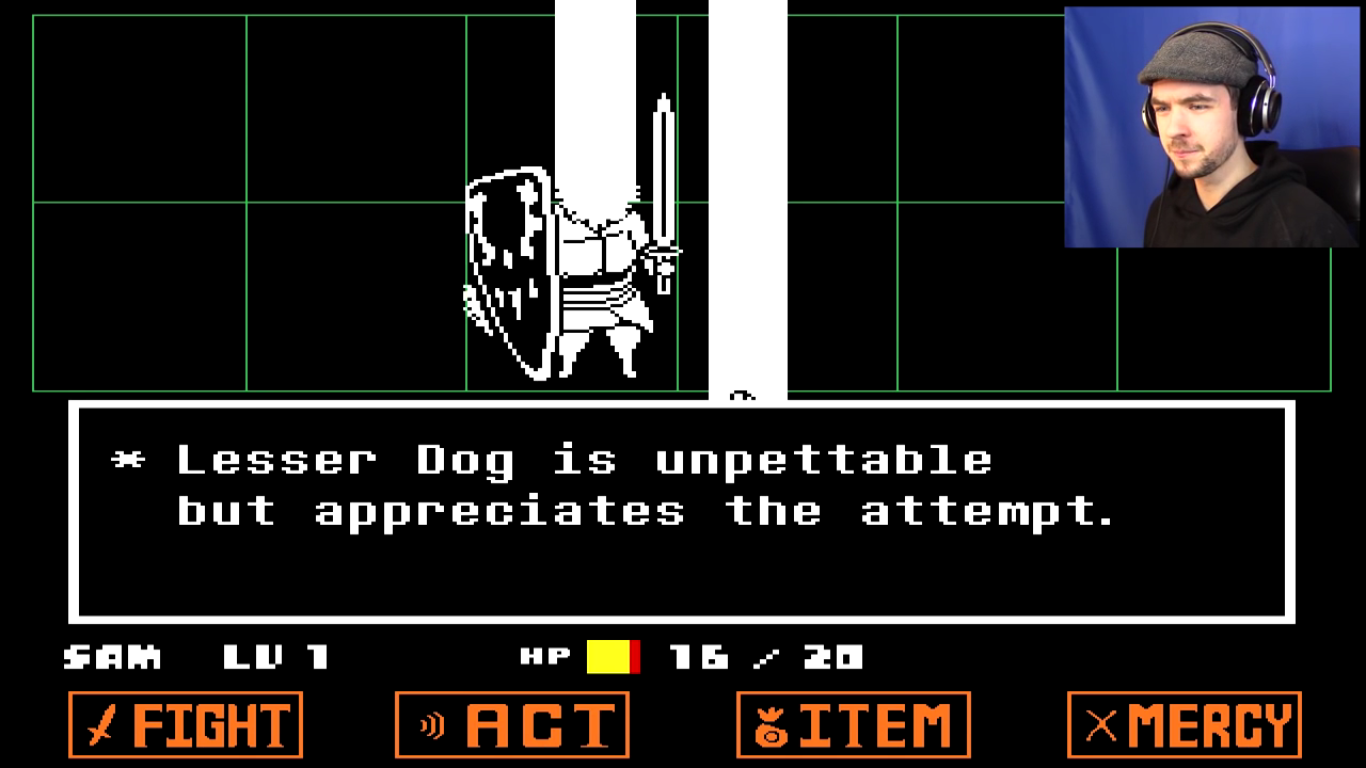 * Lesser Dog is unpettable
but appreciates the attempt.
SAM LV 1 HP 16 / 20
FIGHT ACT ITEM MERCY